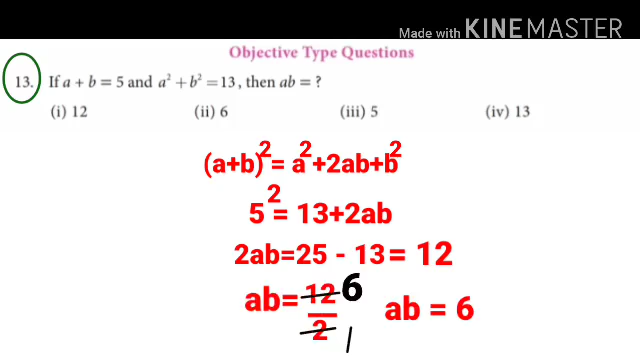 Made with KINEMASTER
Objective Type Questions
13. If a + b = 5 and a² + b² = 13, then ab = ?
(i) 12 (ii) 6 (iii) 5 (iv) 13
(a+b)² = a²+2ab+b²
5² = 13+2ab
2ab=25 - 13 = 12
ab= 12/2 6 1 ab = 6